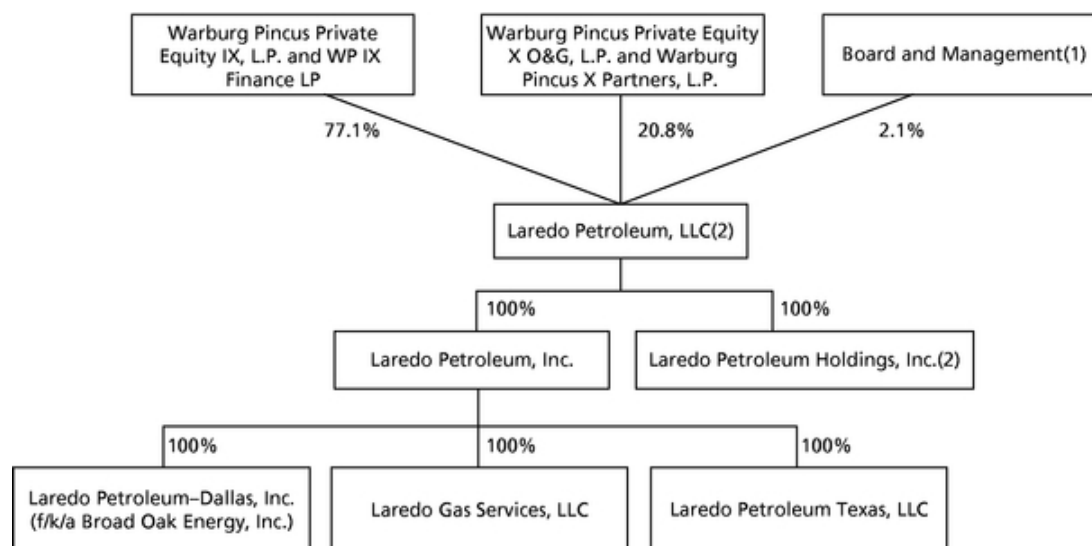 Warburg Pincus Private
Equity IX, L.P. and WP IX
Finance LP
Warburg Pincus Private Equity
X O&G, L.P. and Warburg
Pincus X Partners, L.P.
Board and Management(1)
77.1%
20.8%
2.1%
Laredo Petroleum, LLC(2)
100%
100%
Laredo Petroleum, Inc.
Laredo Petroleum Holdings, Inc.(2)
100%
100%
100%
Laredo Petroleum–Dallas, Inc.
(f/k/a Broad Oak Energy, Inc.)
Laredo Gas Services, LLC
Laredo Petroleum Texas, LLC